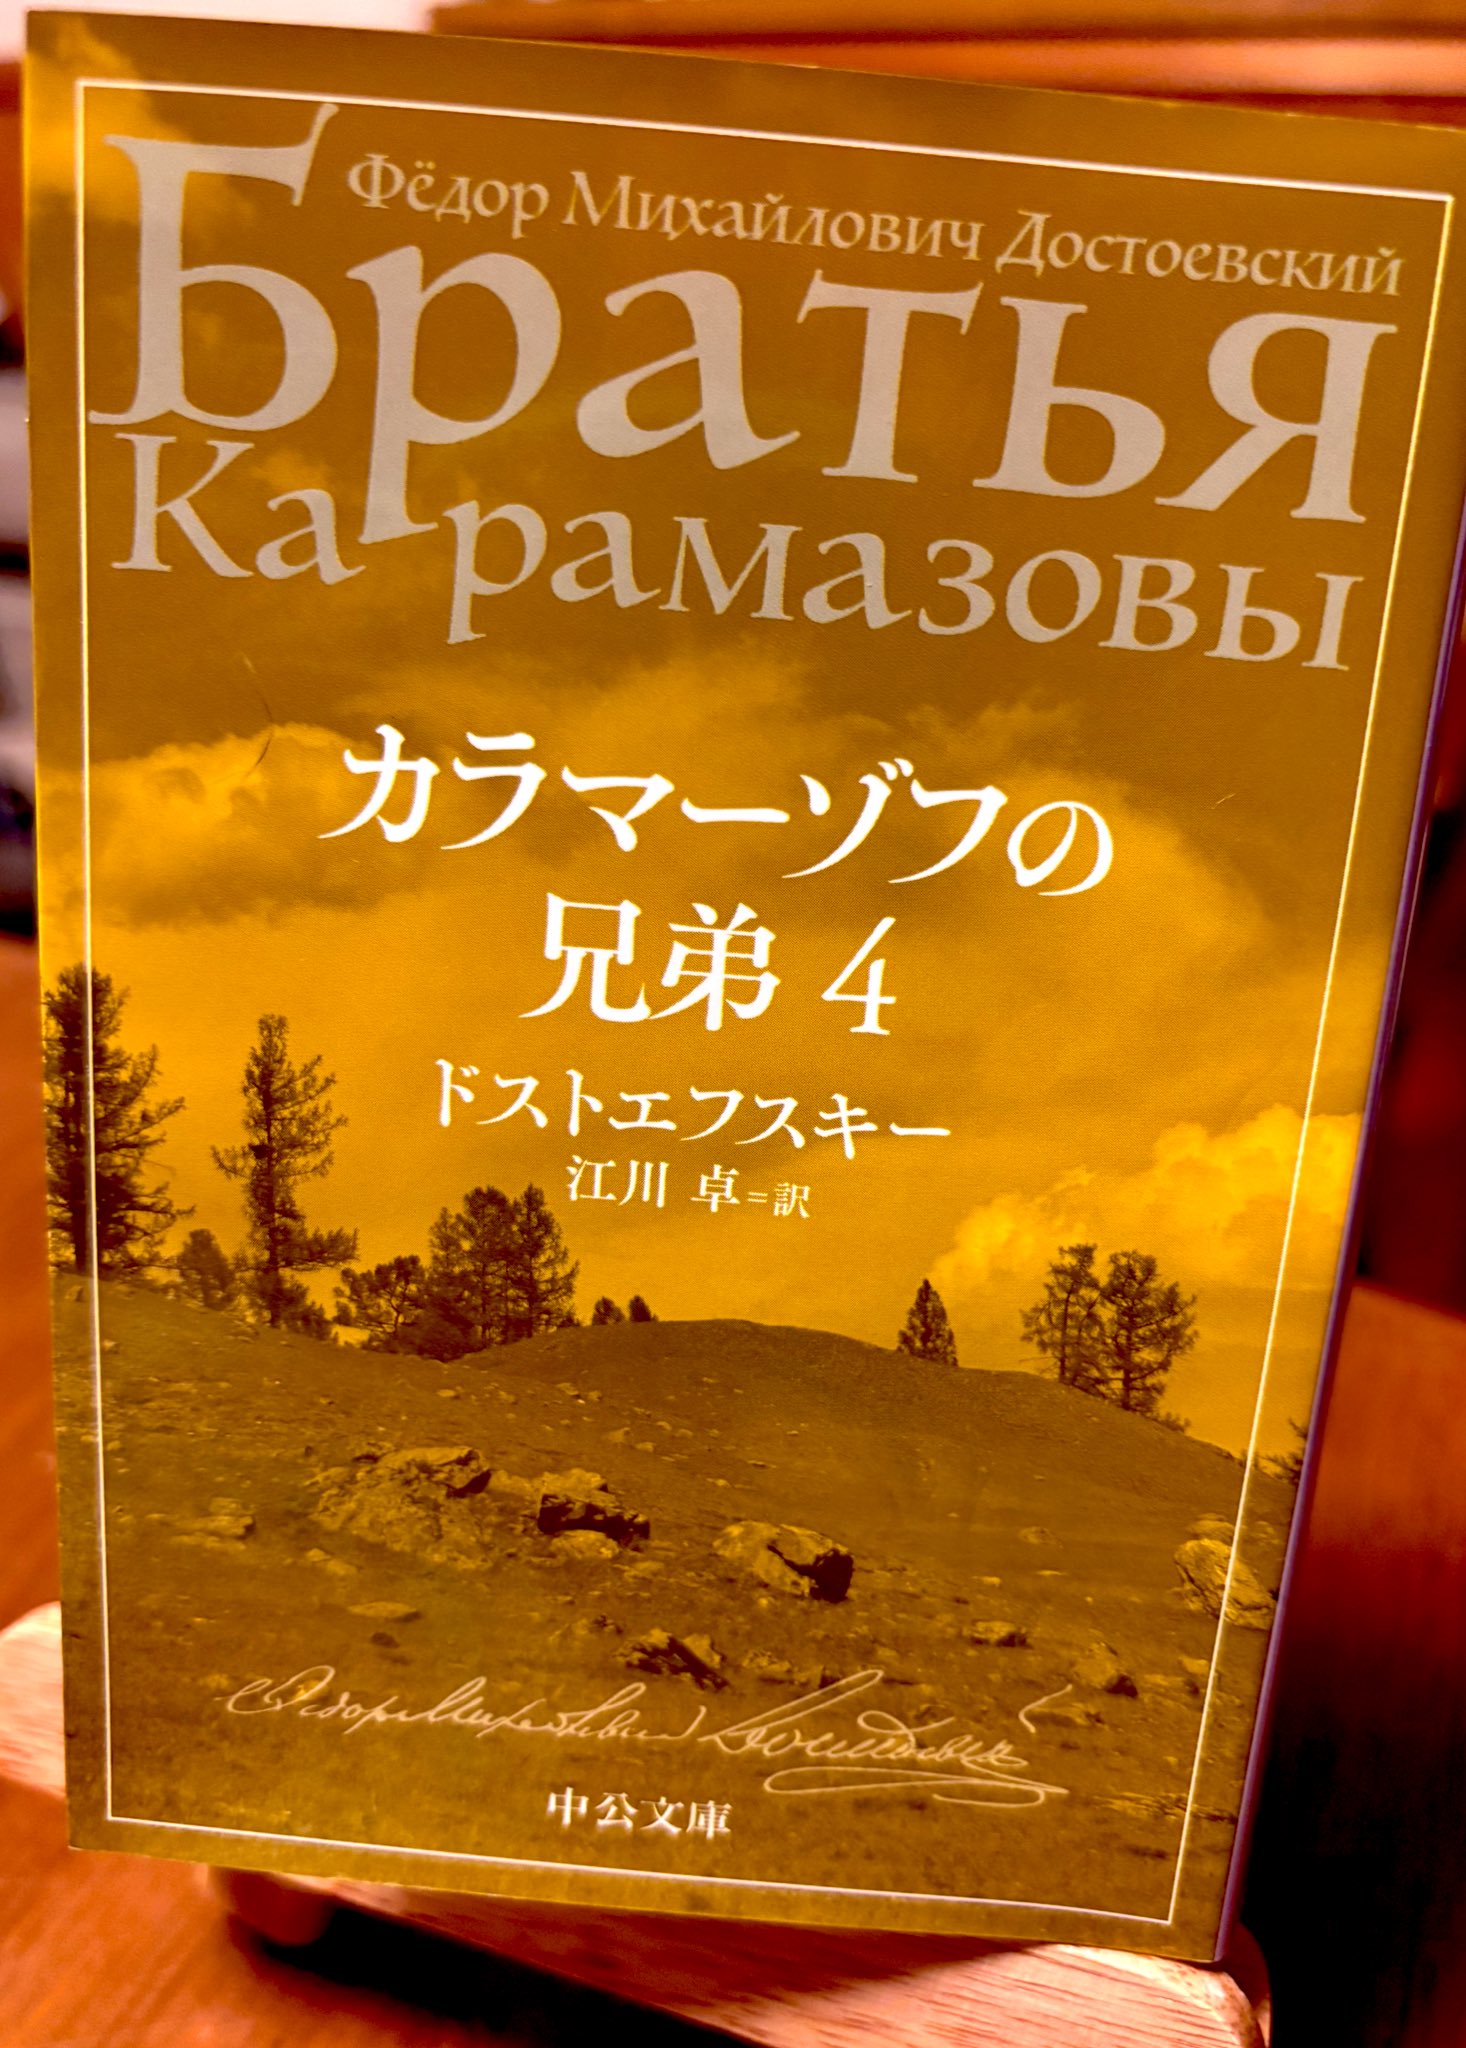 Фёдор Михайлович Достоевский
Братья
Карамазовы
カラマーゾフの
兄弟 4
ドストエフスキー
江川 卓=訳
中公文庫